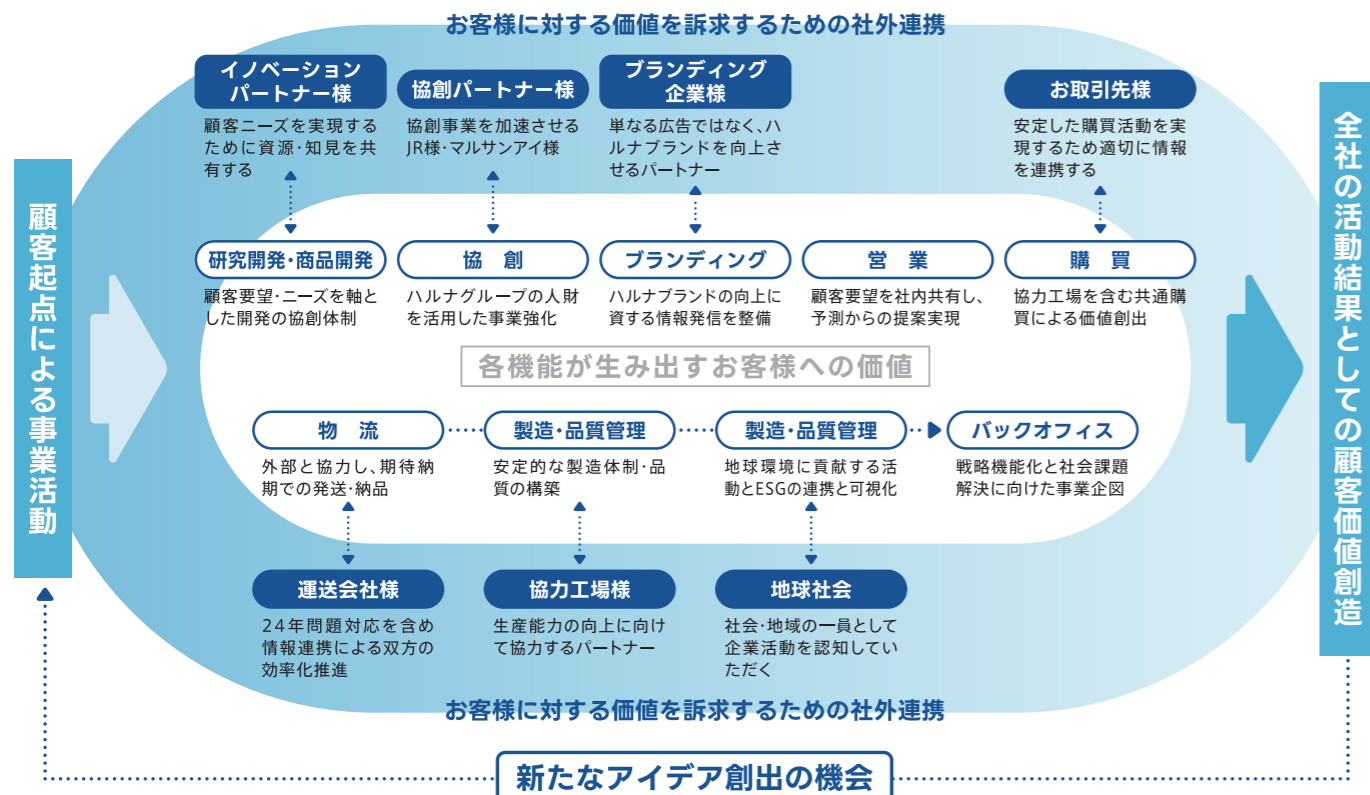 お客様に対する価値を訴求するための社外連携
イノベーション
パートナー様
顧客ニーズを実現する
ために資源・知見を共
有する
協創パートナー様
協創事業を加速させる
JR様・マルサンアイ様
ブランディング
企業様
単なる広告ではなく、ハ
ルナブランドを向上さ
せるパートナー
お取引先様
安定した購買活動を実
現するため適切に情報
を連携する
顧客起点による事業活動
研究開発・商品開発
顧客要望・ニーズを軸と
した開発の協創体制
協 創
ハルナグループの人財
を活用した事業強化
ブランディング
ハルナブランドの向上に
資する情報発信を整備
営 業
顧客要望を社内共有し、
予測からの提案実現
購 買
協力工場を含む共通購
買による価値創出
各機能が生み出すお客様への価値
物 流
外部と協力し、期待納
期での発送・納品
製造・品質管理
安定的な製造体制・品
質の構築
製造・品質管理
地球環境に貢献する活
動とESGの連携と可視化
バックオフィス
戦略機能化と社会課題
解決に向けた事業企図
運送会社様
24年問題対応を含め
情報連携による双方の
効率化推進
協力工場様
生産能力の向上に向け
て協力するパートナー
地球社会
社会・地域の一員として
企業活動を認知してい
ただく
全社の活動結果としての顧客価値創造
お客様に対する価値を訴求するための社外連携
新たなアイデア創出の機会